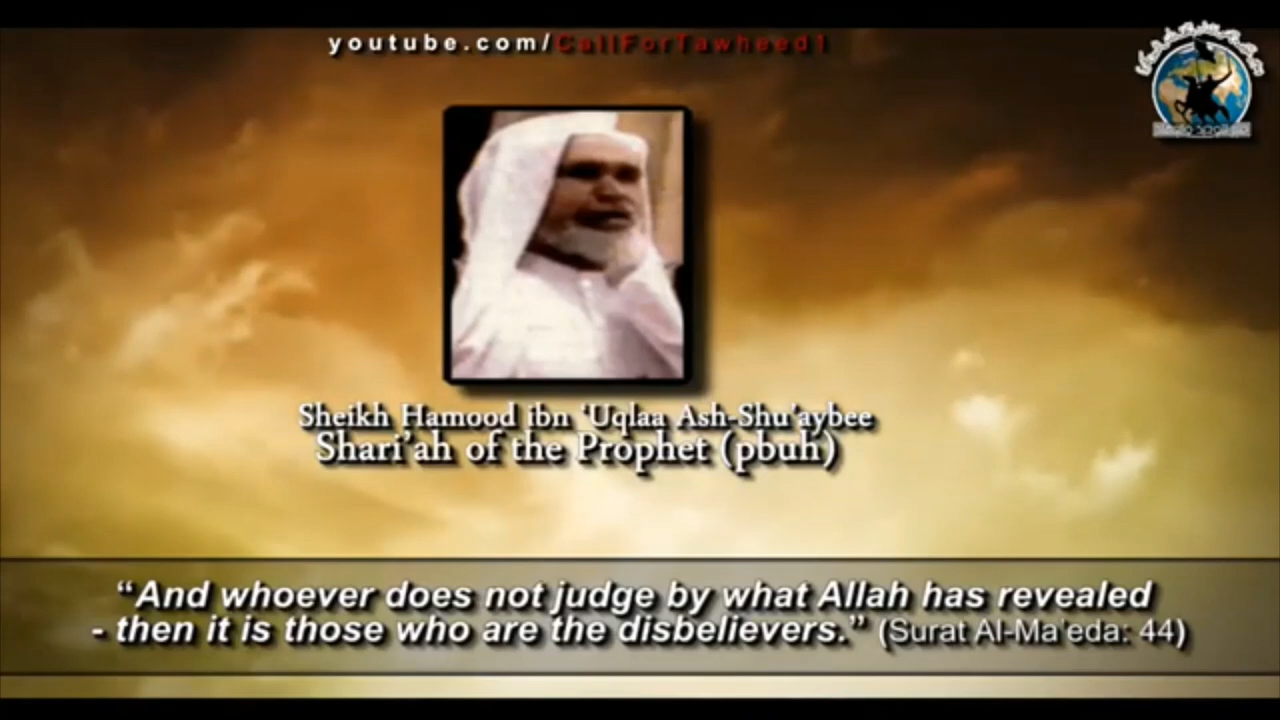 youtube.com/CallForTawheed1
Sheikh Hamood ibn 'Uqlaa Ash-Shu'aybee
Shari'ah of the Prophet (pbuh)
“And whoever does not judge by what Allah has revealed
- then it is those who are the disbelievers.” (Surat Al-Ma'eda: 44)